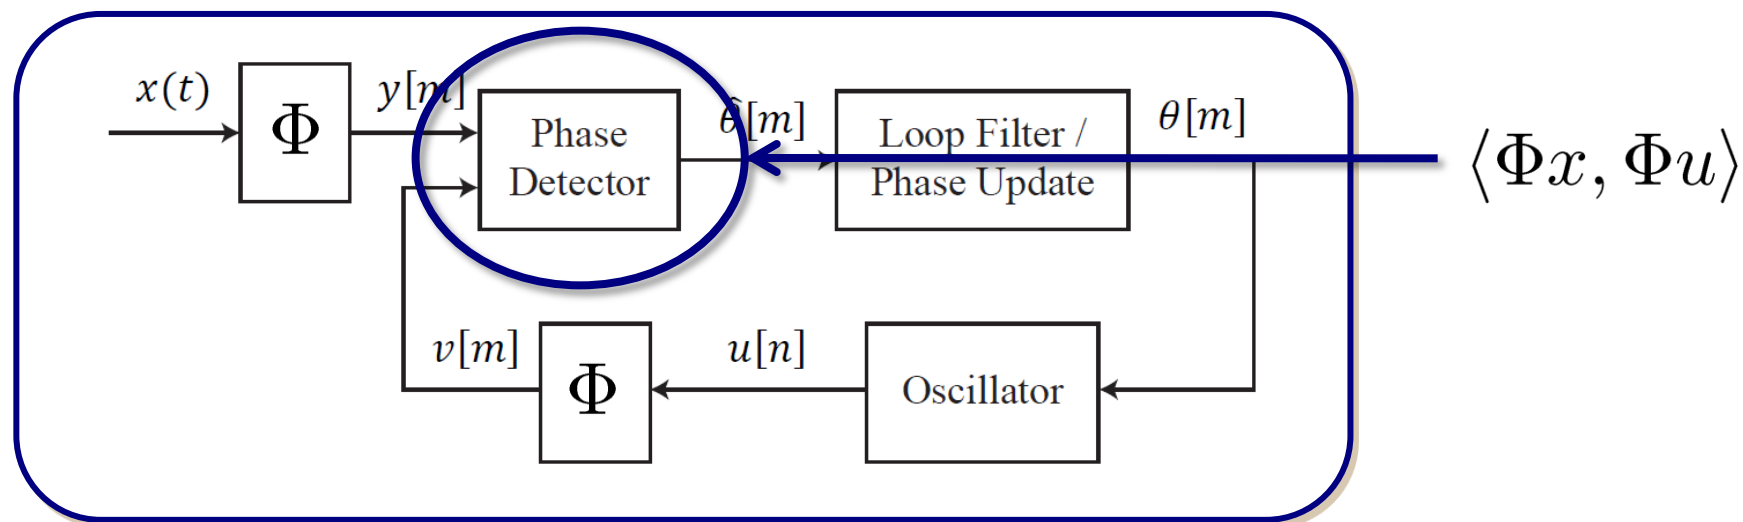 x(t)
Φ
y[m]
Phase
Detector
θ̂[m]
Loop Filter /
Phase Update
θ[m]
⟨Φx, Φu⟩
v[m]
Φ
u[n]
Oscillator